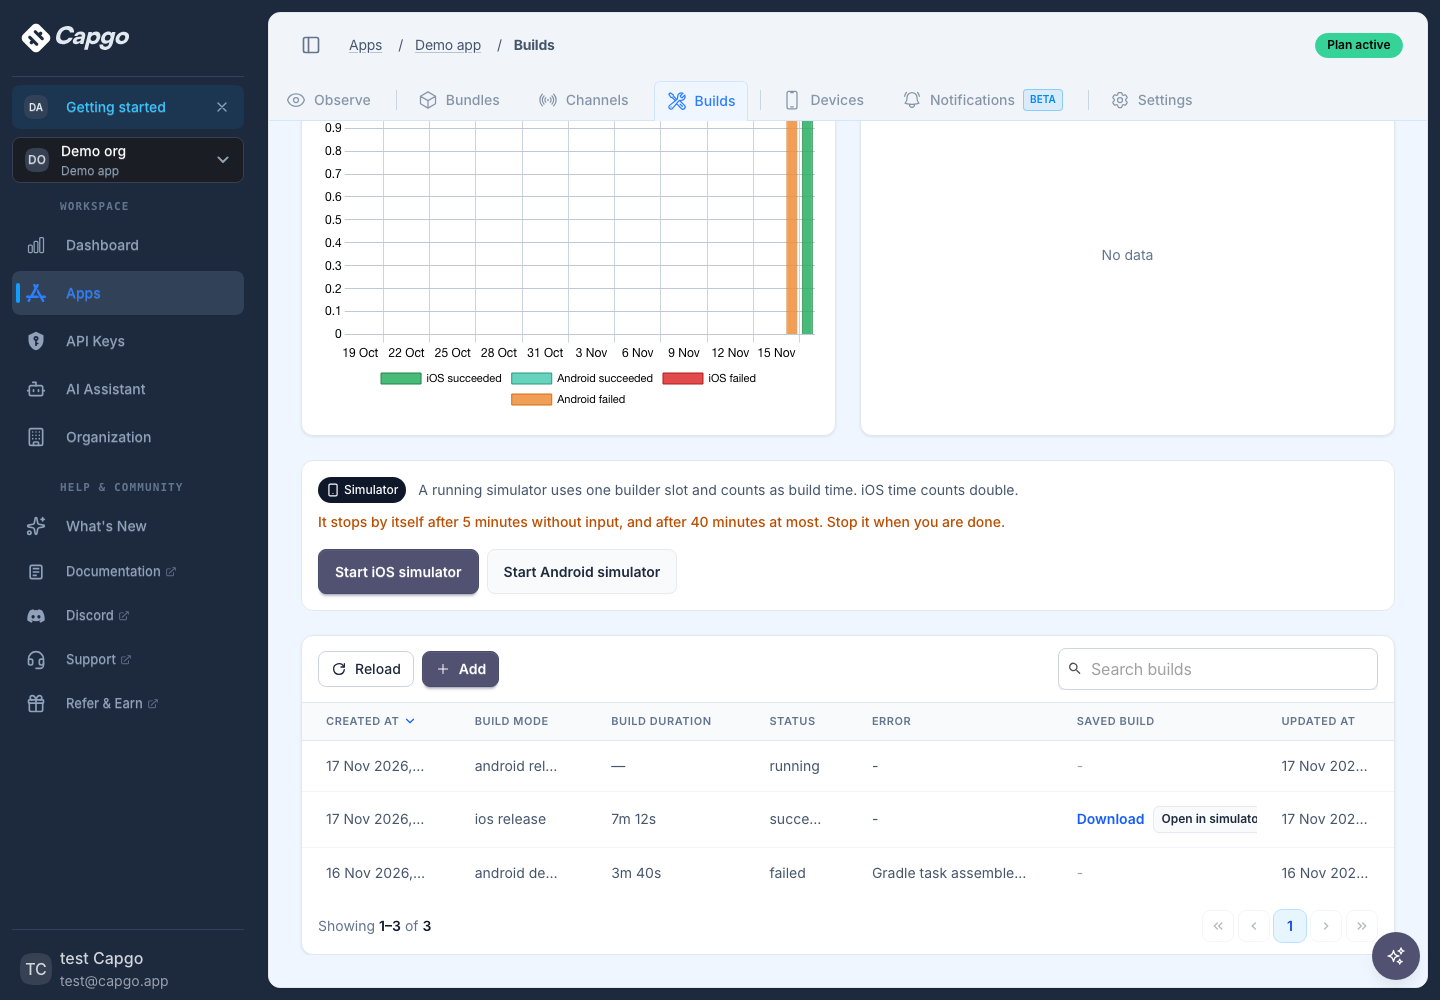 Capgo
DA
Getting started
DO
Demo org
Demo app
WORKSPACE
Dashboard
Apps
API Keys
AI Assistant
Organization
HELP & COMMUNITY
What's New
Documentation
Discord
Support
Refer & Earn
TC
test Capgo
test@capgo.app
Apps / Demo app / Builds
Plan active
Observe
Bundles
Channels
Builds
Devices
Notifications BETA
Settings
0.9
0.8
0.7
0.6
0.5
0.4
0.3
0.2
0.1
0
19 Oct 22 Oct 25 Oct 28 Oct 31 Oct 3 Nov 6 Nov 9 Nov 12 Nov 15 Nov
iOS succeeded Android succeeded iOS failed
Android failed
No data
Simulator A running simulator uses one builder slot and counts as build time. iOS time counts double.
It stops by itself after 5 minutes without input, and after 40 minutes at most. Stop it when you are done.
Start iOS simulator Start Android simulator
Reload + Add Search builds
CREATED AT BUILD MODE BUILD DURATION STATUS ERROR SAVED BUILD UPDATED AT
17 Nov 2026,... android rel... — running - - 17 Nov 202...
17 Nov 2026,... ios release 7m 12s succe... - Download Open in simulato 17 Nov 202...
16 Nov 2026,... android de... 3m 40s failed Gradle task assemble... - 16 Nov 202...
Showing 1–3 of 3 « ‹ 1 › »